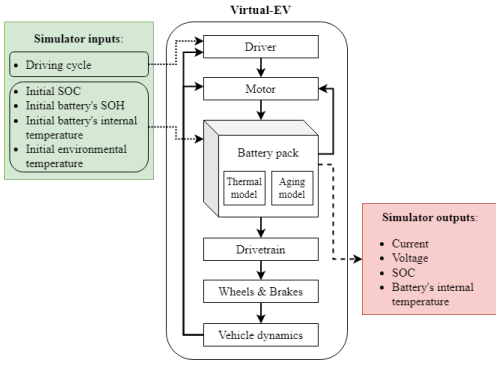 Virtual-EV
Simulator inputs:
• Driving cycle
• Initial SOC
• Initial battery's SOH
• Initial battery's internal
temperature
• Initial environmental
temperature
Driver
Motor
Battery pack
Thermal
model
Aging
model
Drivetrain
Wheels & Brakes
Vehicle dynamics
Simulator outputs:
• Current
• Voltage
• SOC
• Battery's internal
temperature